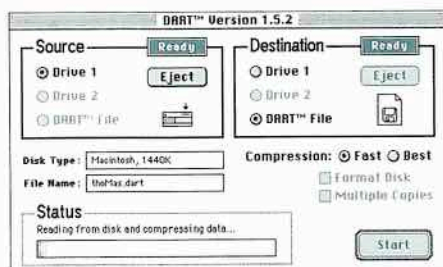 DART™ Version 1.5.2
Source
Ready
Drive 1
Eject
Drive 2
DART™ File
Destination
Ready
Drive 1
Eject
Drive 2
DART™ File
Disk Type: Macintosh, 1440K
File Name: thoMax.dart
Compression: Fast Best
Format Disk
Multiple Copies
Status
Reading from disk and compressing data...
Start